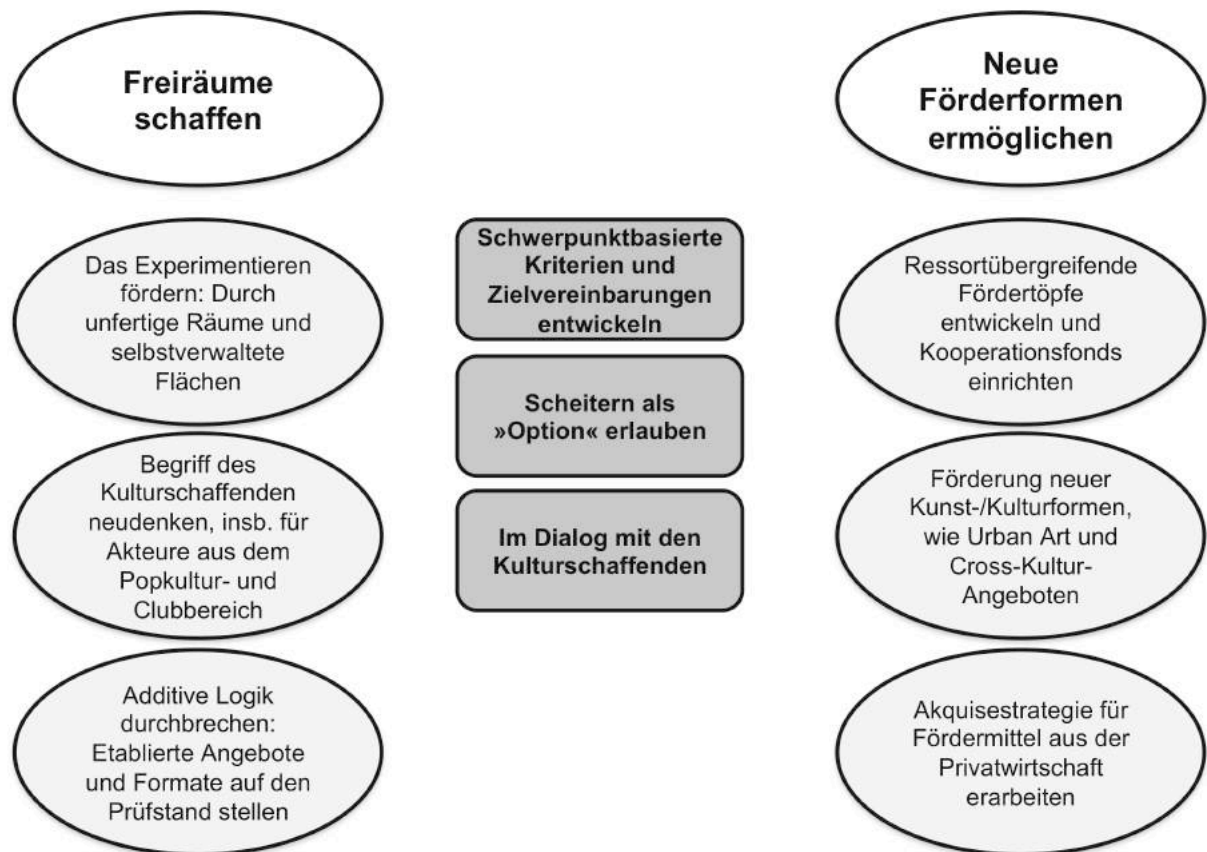 Freiräume
schaffen
Das Experimentieren
fördern: Durch
unfertige Räume und
selbstverwaltete
Flächen
Begriff des
Kulturschaffenden
neudenken, insb. für
Akteure aus dem
Popkultur- und
Clubbereich
Additive Logik
durchbrechen:
Etablierte Angebote
und Formate auf den
Prüfstand stellen
Schwerpunktbasierte
Kriterien und
Zielvereinbarungen
entwickeln
Scheitern als
»Option« erlauben
Im Dialog mit den
Kulturschaffenden
Neue
Förderformen
ermöglichen
Ressortübergreifende
Fördertöpfe
entwickeln und
Kooperationsfonds
einrichten
Förderung neuer
Kunst-/Kulturformen,
wie Urban Art und
Cross-Kultur-
Angeboten
Akquisestrategie für
Fördermittel aus der
Privatwirtschaft
erarbeiten